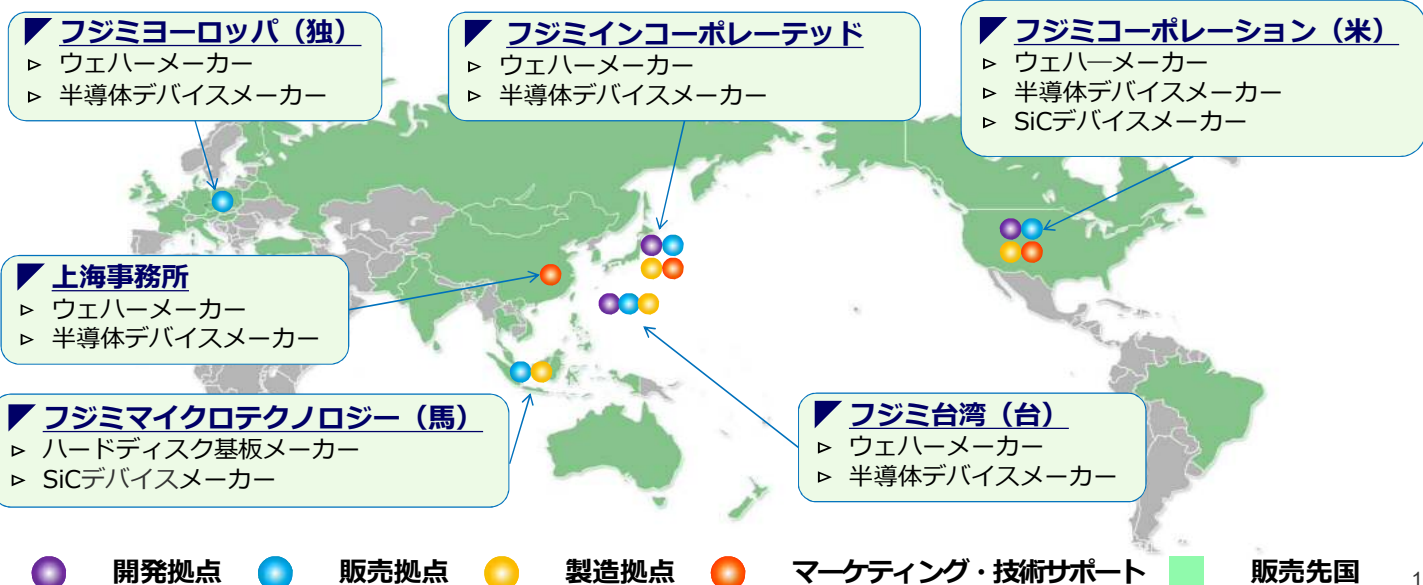 フジミヨーロッパ（独）
▷ ウェハーメーカー
▷ 半導体デバイスメーカー
フジミインコーポレーテッド
▷ ウェハーメーカー
▷ 半導体デバイスメーカー
フジミコーポレーション（米）
▷ ウェハ―メーカー
▷ 半導体デバイスメーカー
▷ SiCデバイスメーカー
上海事務所
▷ ウェハーメーカー
▷ 半導体デバイスメーカー
フジミマイクロテクノロジー（馬）
▷ ハードディスク基板メーカー
▷ SiCデバイスメーカー
フジミ台湾（台）
▷ ウェハーメーカー
▷ 半導体デバイスメーカー
開発拠点 販売拠点 製造拠点 マーケティング・技術サポート 販売先国